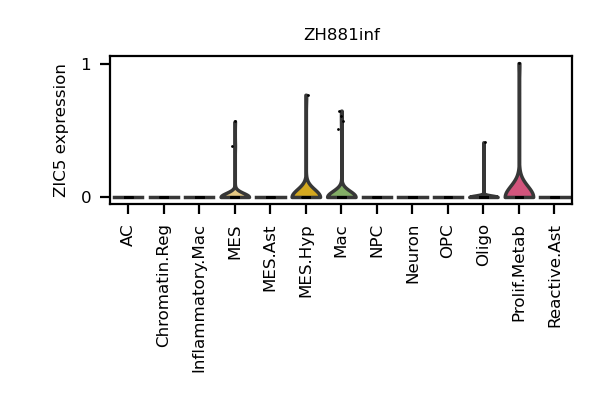 ZH881inf
ZIC5 expression
1
0
AC
Chromatin.Reg
Inflammatory.Mac
MES
MES.Ast
MES.Hyp
Mac
NPC
Neuron
OPC
Oligo
Prolif.Metab
Reactive.Ast